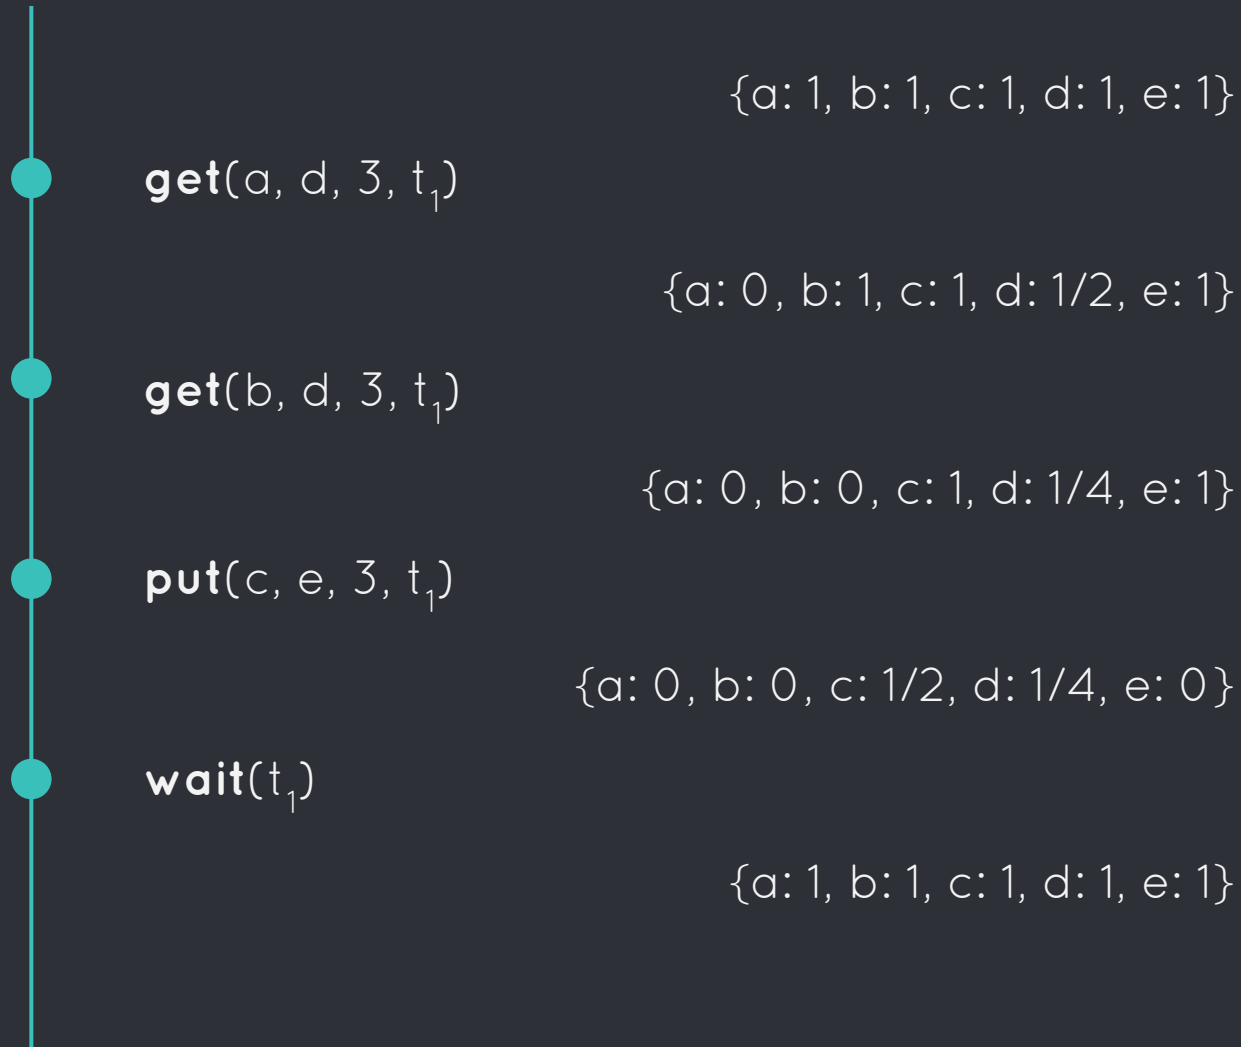 {a: 1, b: 1, c: 1, d: 1, e: 1}
get(a, d, 3, t₁)
{a: 0, b: 1, c: 1, d: 1/2, e: 1}
get(b, d, 3, t₁)
{a: 0, b: 0, c: 1, d: 1/4, e: 1}
put(c, e, 3, t₁)
{a: 0, b: 0, c: 1/2, d: 1/4, e: 0}
wait(t₁)
{a: 1, b: 1, c: 1, d: 1, e: 1}